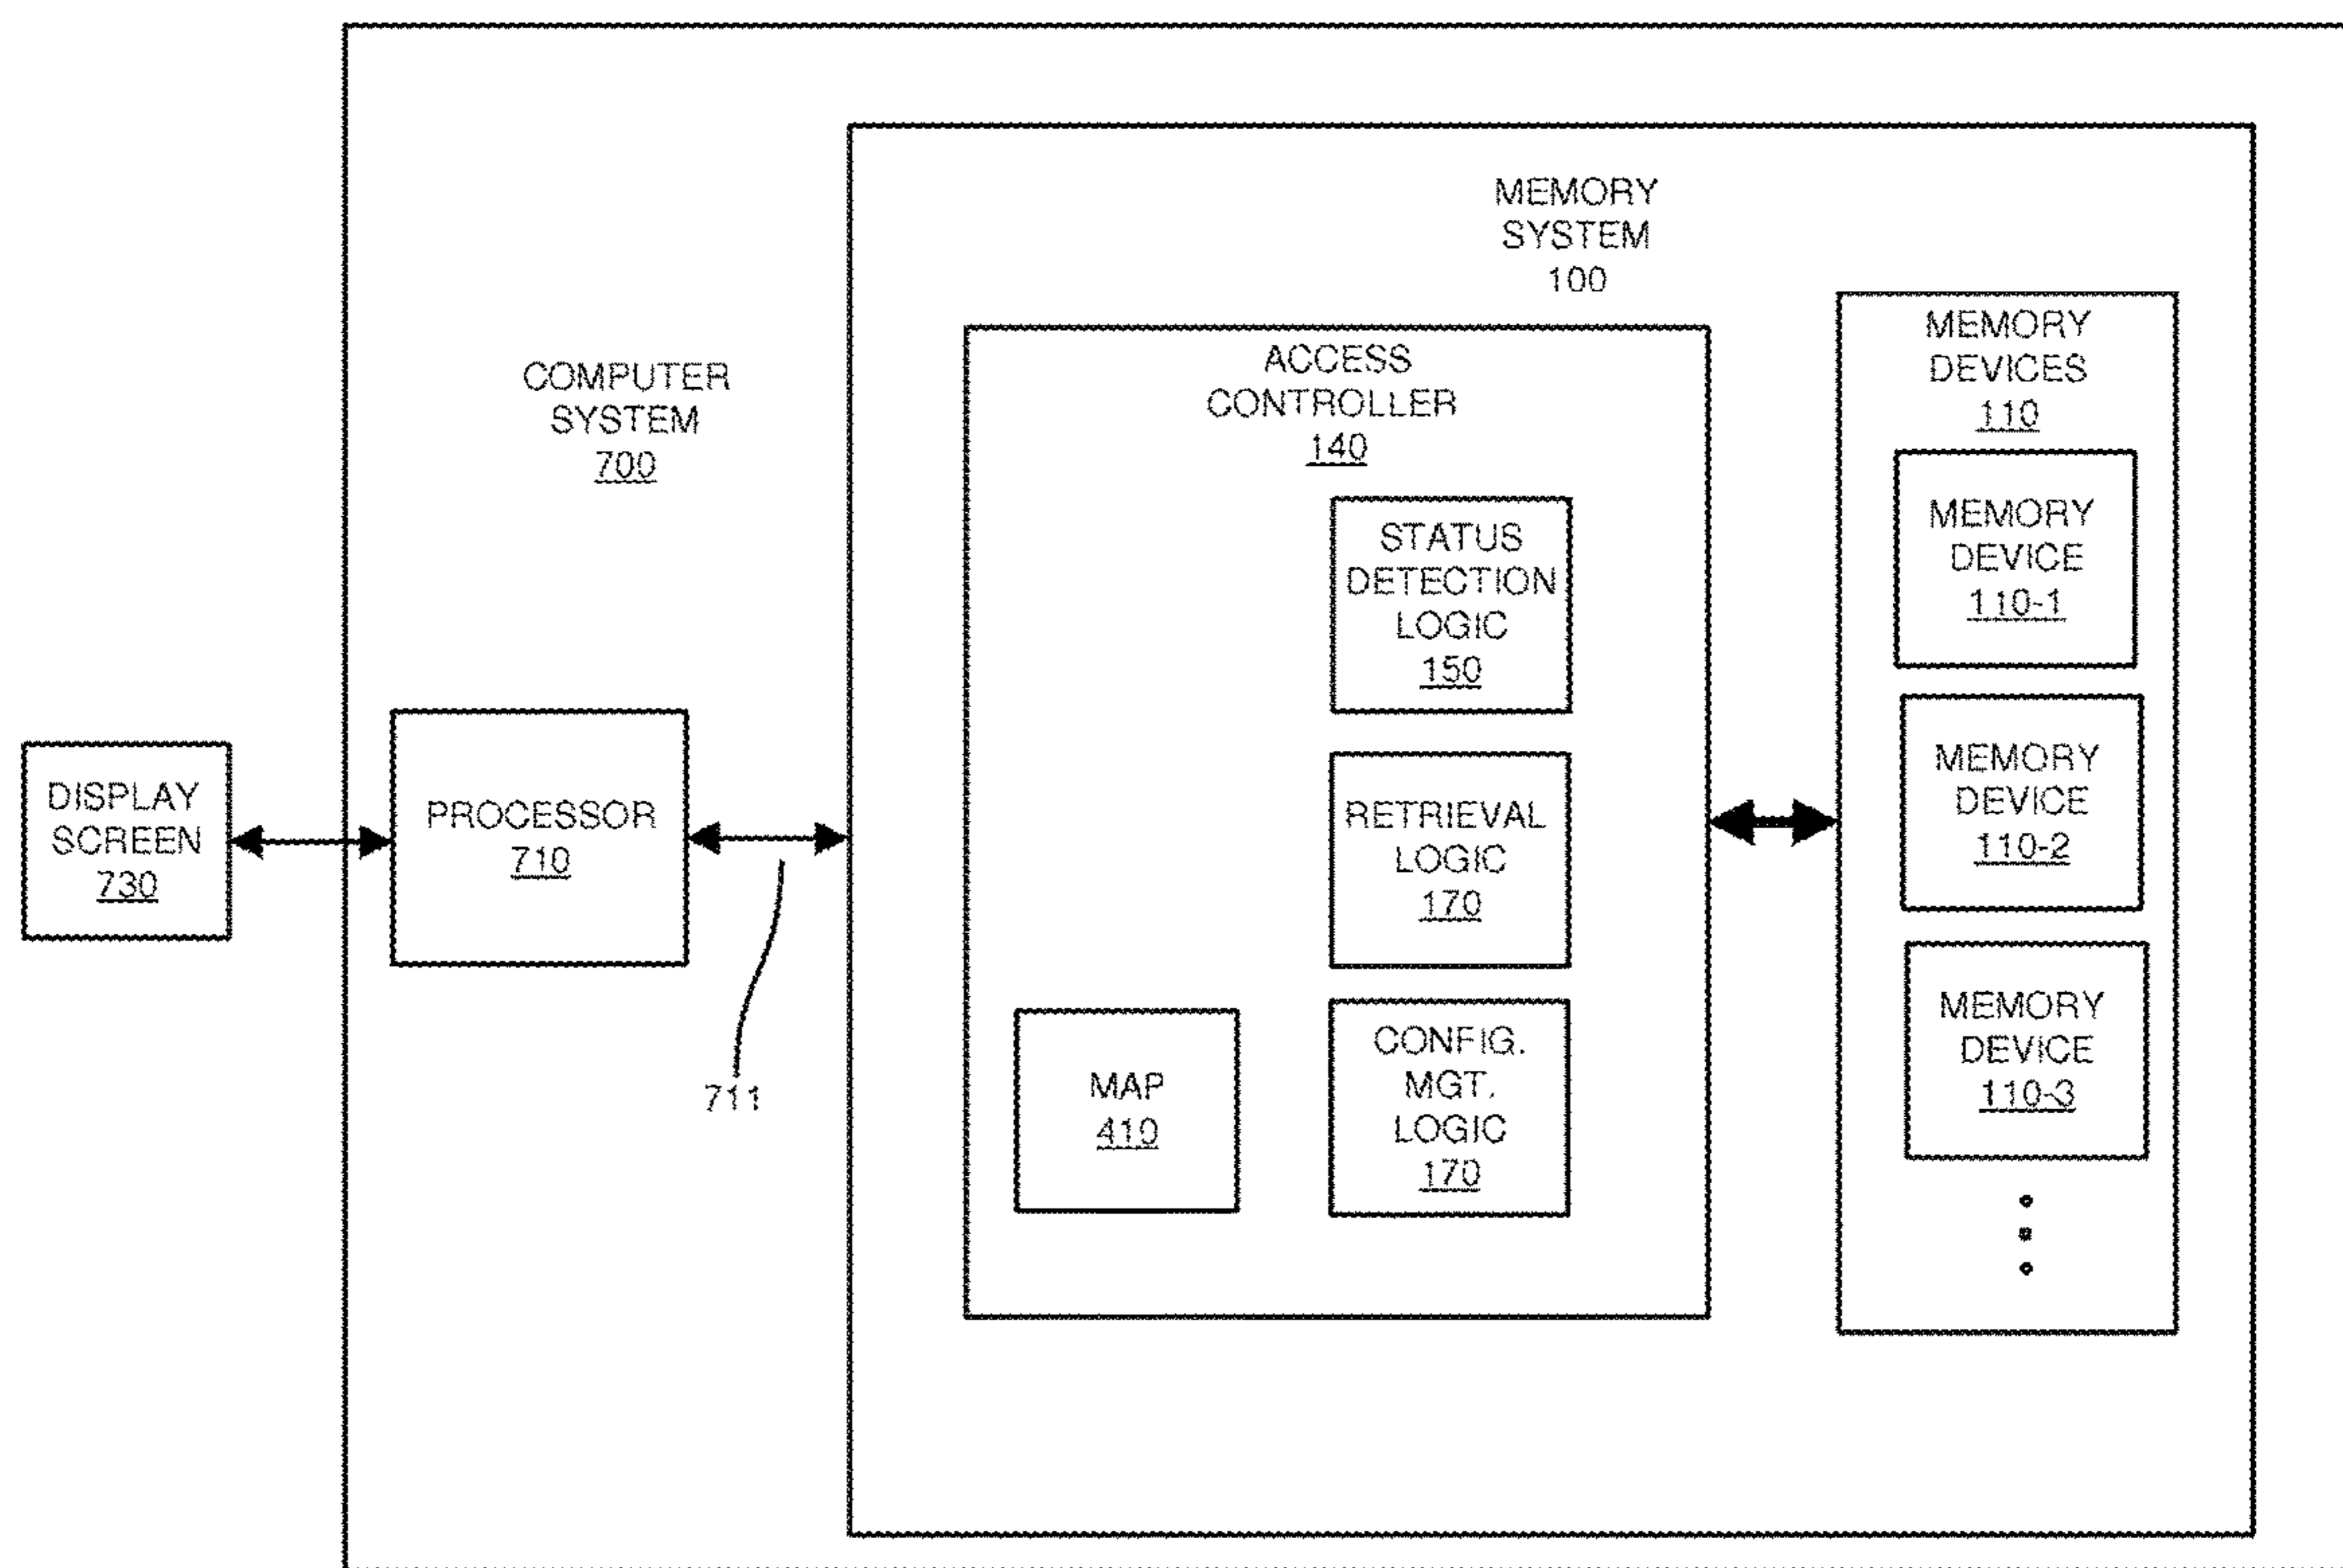 MEMORY
SYSTEM
100
COMPUTER
SYSTEM
700
ACCESS
CONTROLLER
140
MEMORY
DEVICES
110
STATUS
DETECTION
LOGIC
150
MEMORY
DEVICE
110-1
DISPLAY
SCREEN
730
PROCESSOR
710
711
RETRIEVAL
LOGIC
170
MEMORY
DEVICE
110-2
MAP
410
CONFIG.
MGT.
LOGIC
170
MEMORY
DEVICE
110-3